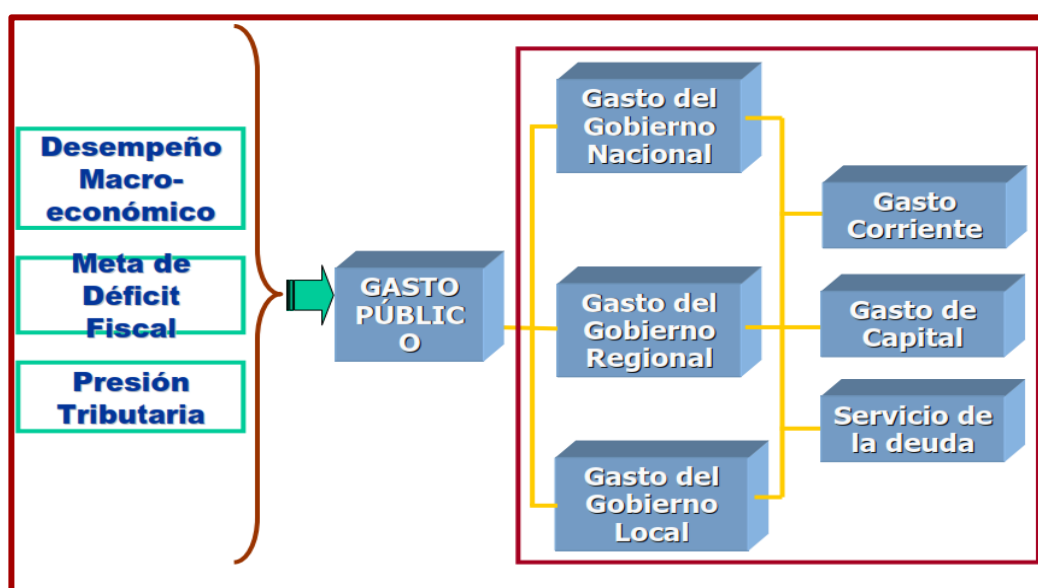 Desempeño
Macro-
económico
Meta de
Déficit
Fiscal
Presión
Tributaria
GASTO
PÚBLIC
O
Gasto del
Gobierno
Nacional
Gasto del
Gobierno
Regional
Gasto del
Gobierno
Local
Gasto
Corriente
Gasto de
Capital
Servicio de
la deuda